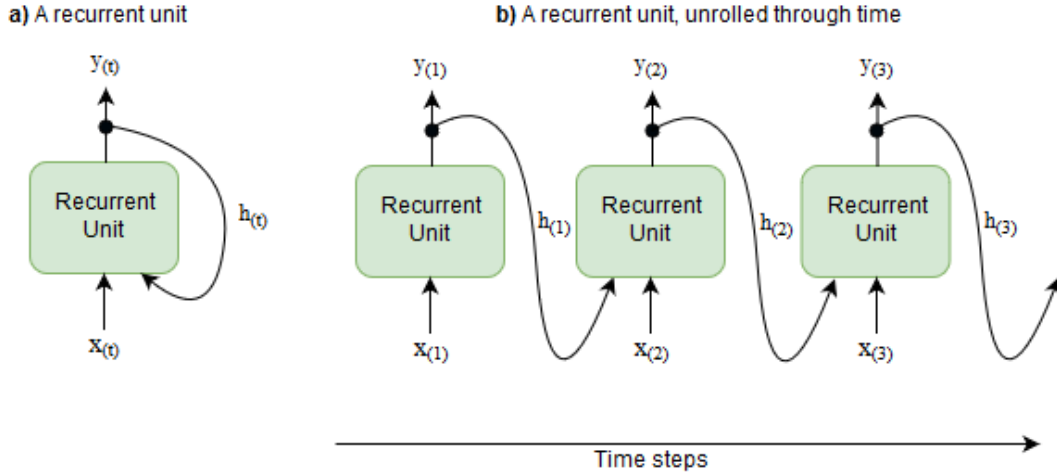 a) A recurrent unit
b) A recurrent unit, unrolled through time
y(t)
y(1)
y(2)
y(3)
Recurrent
Unit
h(t)
Recurrent
Unit
h(1)
Recurrent
Unit
h(2)
Recurrent
Unit
h(3)
x(t)
x(1)
x(2)
x(3)
Time steps